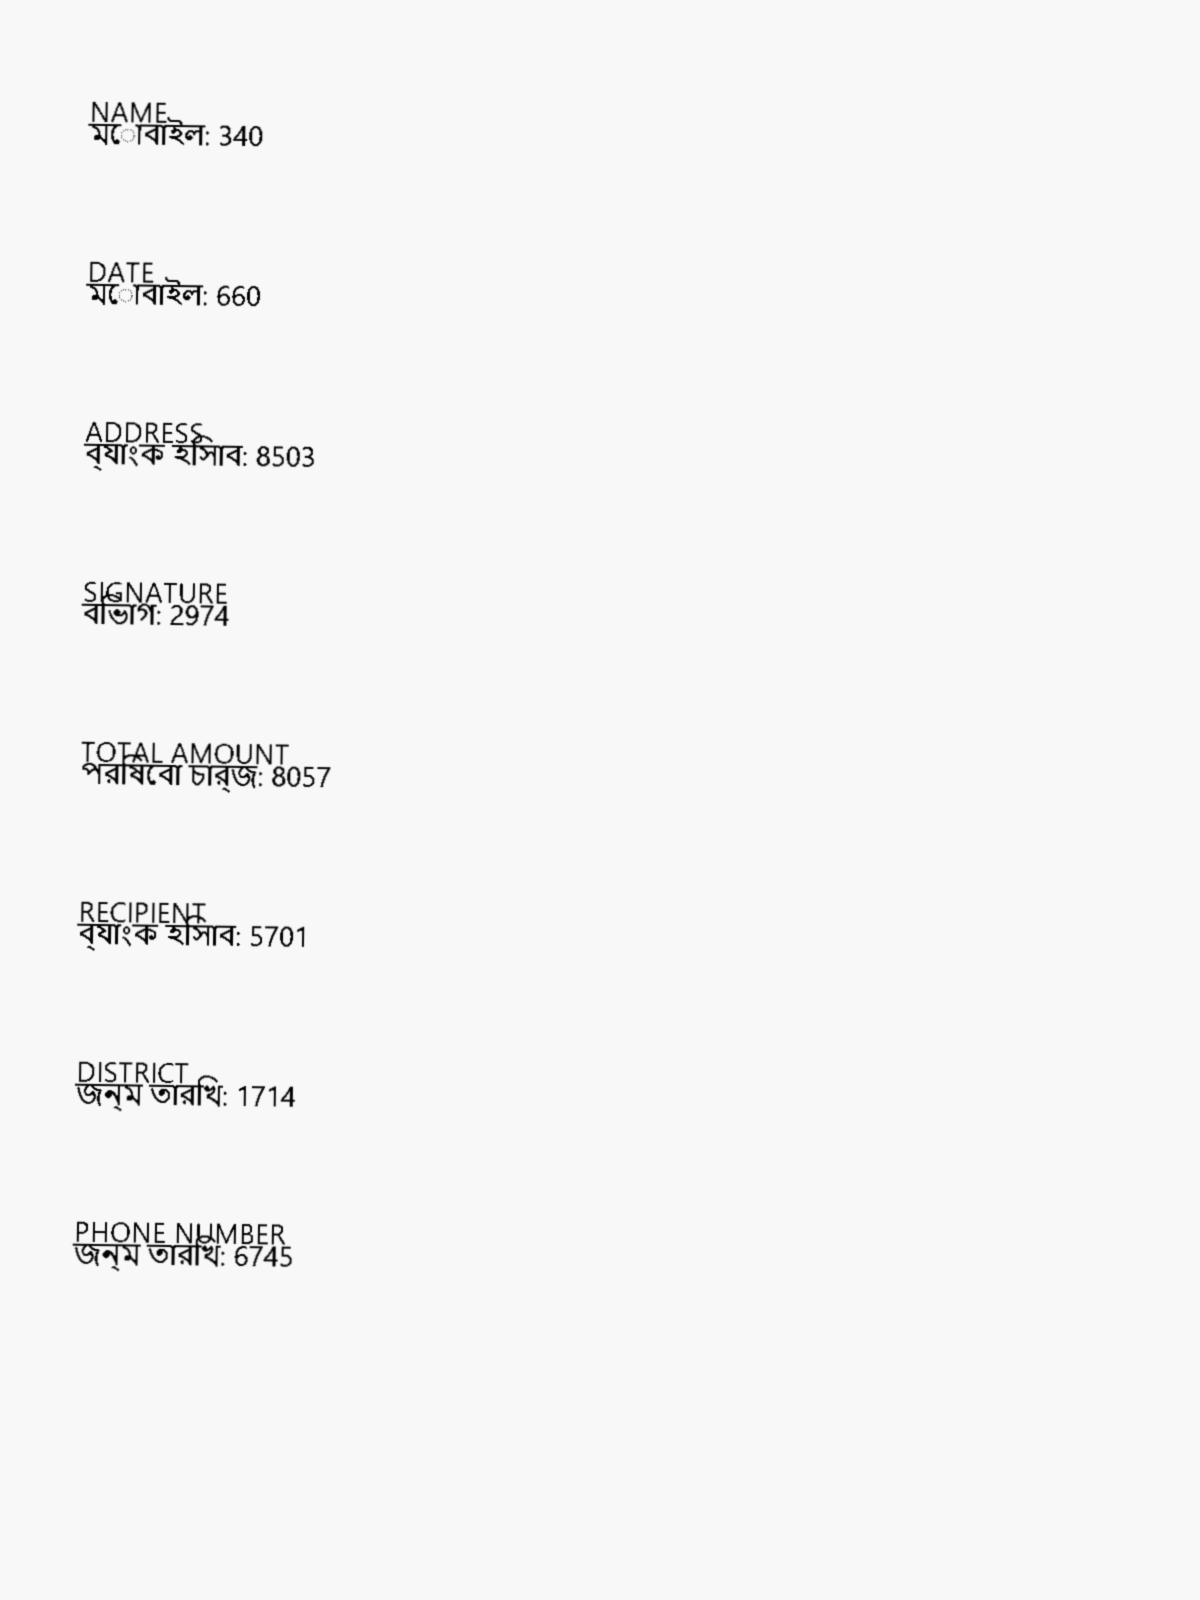 NAME
মোবাইল: 340
DATE
মোবাইল: 660
ADDRESS
ব্যাংক হিসাব: 8503
SIGNATURE
বিভাগ: 2974
TOTAL AMOUNT
পরিষেবা চার্জ: 8057
RECIPIENT
ব্যাংক হিসাব: 5701
DISTRICT
জন্ম তারিখ: 1714
PHONE NUMBER
জন্ম তারিখ: 6745